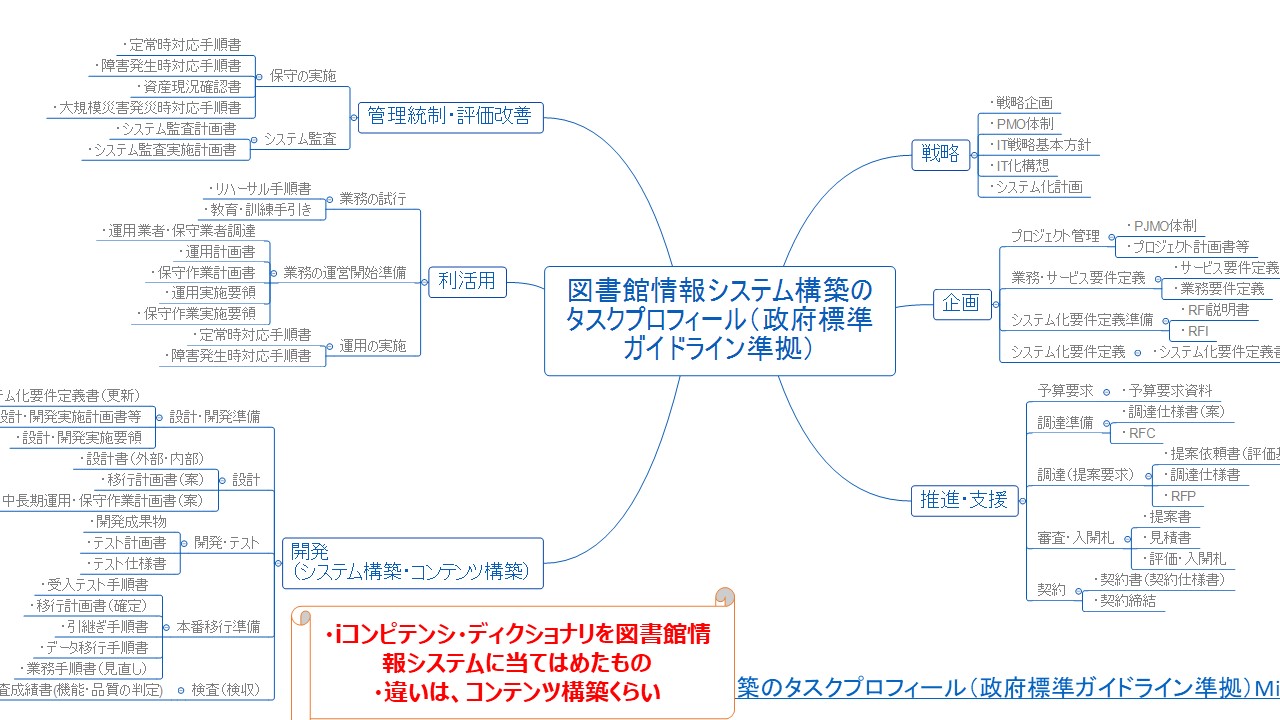 図書館情報システム構築の
タスクプロフィール（政府標準
ガイドライン準拠）
戦略
・戦略企画
・PMO体制
・IT戦略基本方針
・IT化構想
・システム化計画
企画
プロジェクト管理
・PJMO体制
・プロジェクト計画書等
業務・サービス要件定義
・サービス要件定義
・業務要件定義
システム化要件定義準備
・RFI説明書
・RFI
システム化要件定義
・システム化要件定義書
推進・支援
予算要求
・予算要求資料
調達準備
・調達仕様書（案）
・RFC
調達（提案要求）
・提案依頼書（評価基
・調達仕様書
・RFP
審査・入開札
・提案書
・見積書
・評価・入開札
契約
・契約書（契約仕様書）
・契約締結
管理統制・評価改善
保守の実施
・定常時対応手順書
・障害発生時対応手順書
・資産現況確認書
・大規模災害発災時対応手順書
システム監査
・システム監査計画書
・システム監査実施計画書
利活用
業務の試行
・リハーサル手順書
・教育・訓練手引き
業務の運営開始準備
・運用業者・保守業者調達
・運用計画書
・保守作業計画書
・運用実施要領
・保守作業実施要領
運用の実施
・定常時対応手順書
・障害発生時対応手順書
開発
（システム構築・コンテンツ構築）
設計・開発準備
テム化要件定義書（更新）
設計・開発実施計画書等
・設計・開発実施要領
設計
・設計書（外部・内部）
・移行計画書（案）
中長期運用・保守作業計画書（案）
開発・テスト
・開発成果物
・テスト計画書
・テスト仕様書
本番移行準備
・受入テスト手順書
・移行計画書（確定）
・引継ぎ手順書
・データ移行手順書
・業務手順書（見直し）
検査（検収）
査成績書（機能・品質の判定）
・iコンピテンシ・ディクショナリを図書館情
報システムに当てはめたもの
・違いは、コンテンツ構築くらい
築のタスクプロフィール（政府標準ガイドライン準拠）Mi